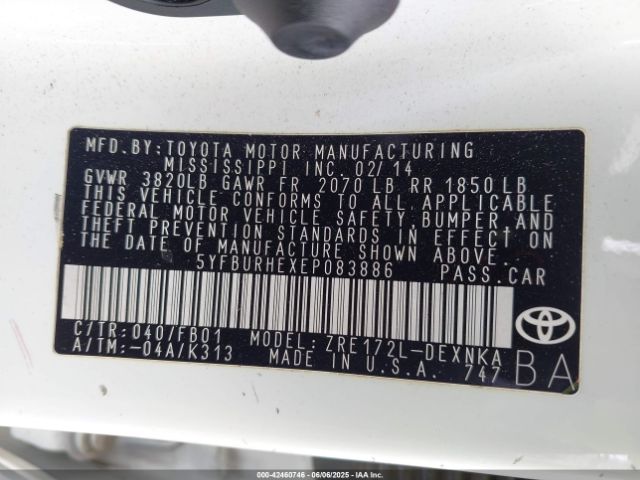 MFD.BY:TOYOTA MOTOR MANUFACTURING
MISSISSIPPI INC. 02/14
GVWR 3820LB GAWR FR 2070 LB RR 1850 LB
THIS VEHICLE CONFORMS TO ALL APPLICABLE
FEDERAL MOTOR VEHICLE SAFETY, BUMPER AND
THEFT PREVENTION STANDARDS IN EFFECT ON
THE DATE OF MANUFACTURE SHOWN ABOVE.
5YFBURHEXEP083886 PASS.CAR
C/TR:040/FB01 MODEL:ZRE172L-DEXNKA
A/TM:-04A/K313 MADE IN U.S.A. 747
BA
000-42460746 - 06/06/2025 - IAAI.COM